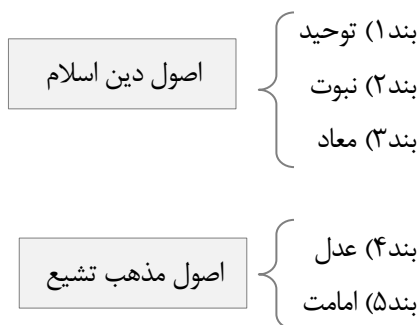 بند۱) توحید
بند۲) نبوت
بند۳) معاد
اصول دین اسلام
بند۴) عدل
بند۵) امامت
اصول مذهب تشیع